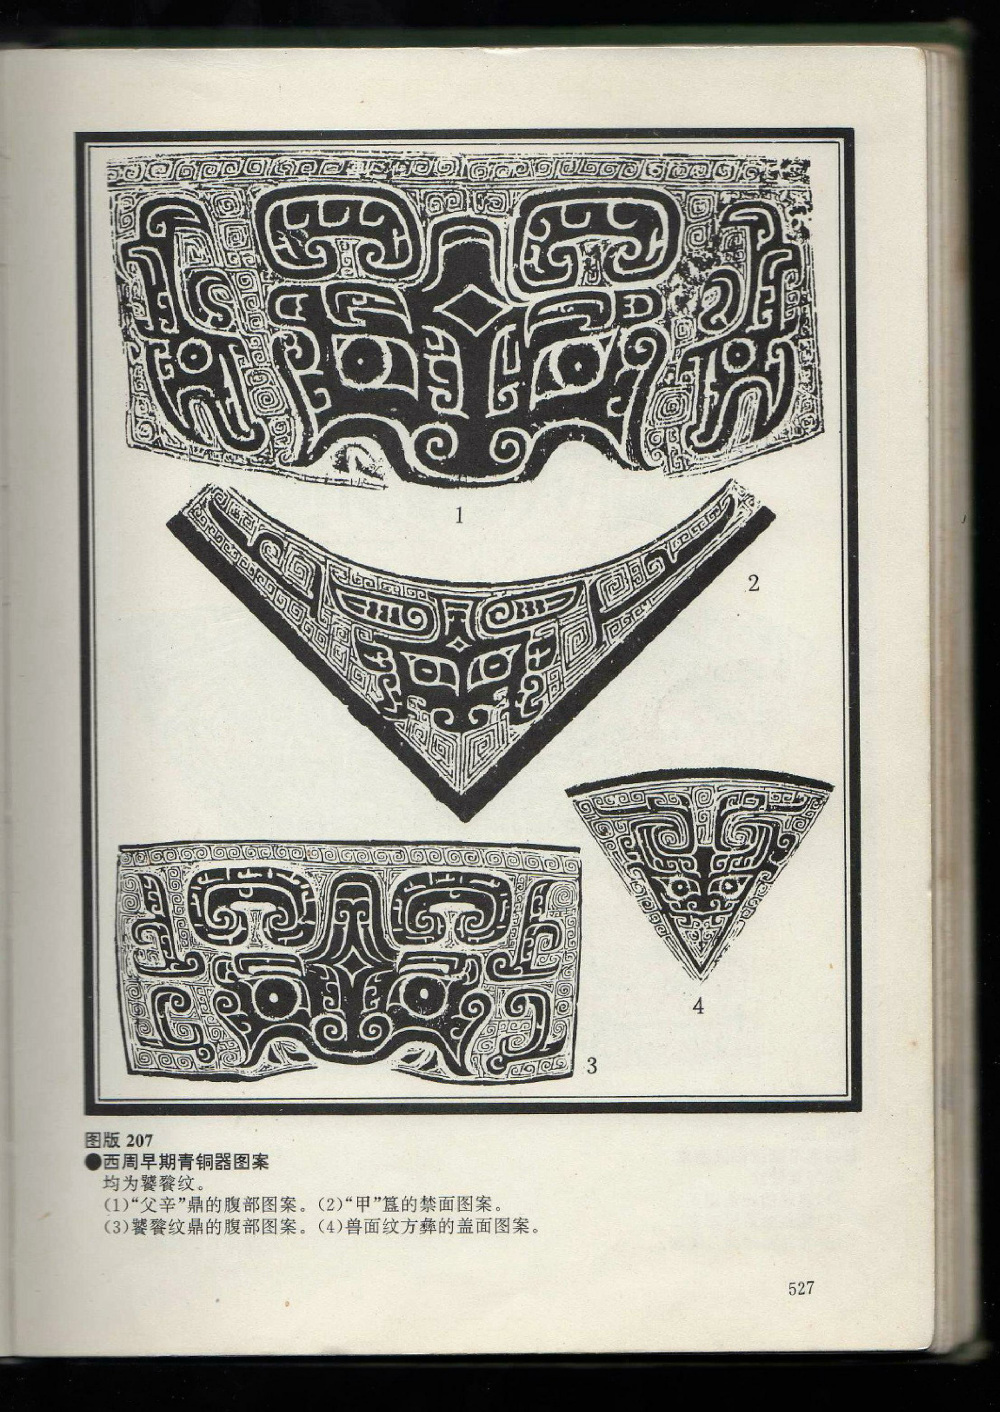 1
2
3
4
图版 207
●西周早期青铜器图案
均为饕餮纹。
(1)“父辛”鼎的腹部图案。(2)“甲”簋的禁面图案。
(3)饕餮纹鼎的腹部图案。(4)兽面纹方彝的盖面图案。
527